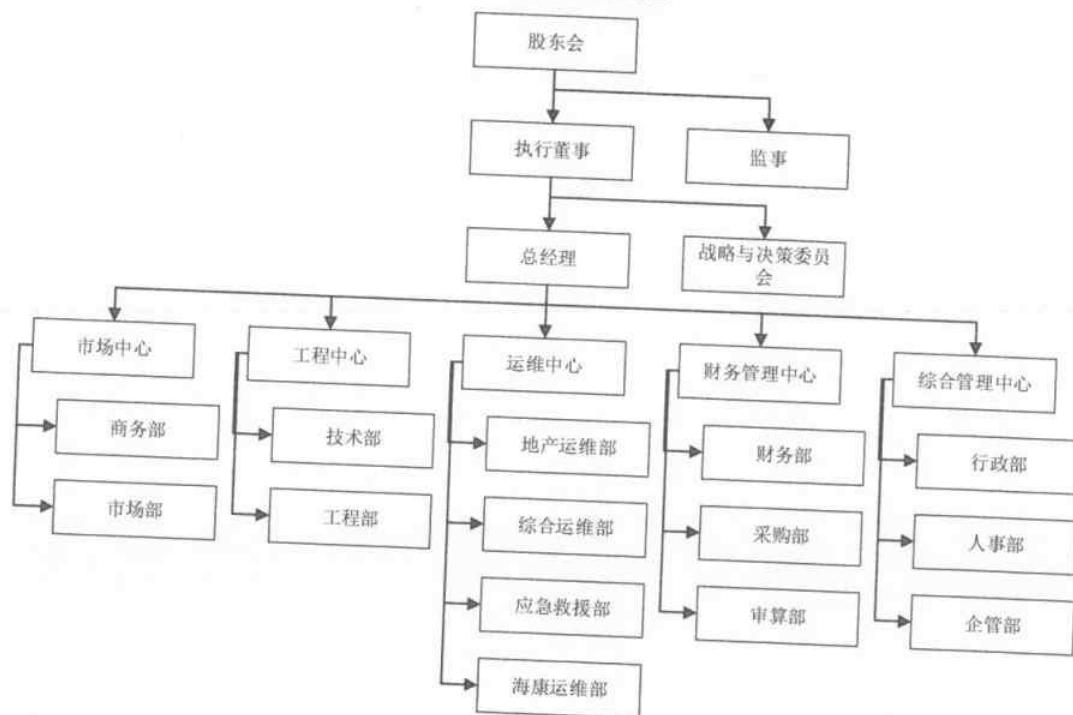 股东会
执行董事
监事
总经理
战略与决策委员
会
市场中心
工程中心
运维中心
财务管理中心
综合管理中心
商务部
技术部
地产运维部
财务部
行政部
市场部
工程部
综合运维部
采购部
人事部
应急救援部
审算部
企管部
海康运维部